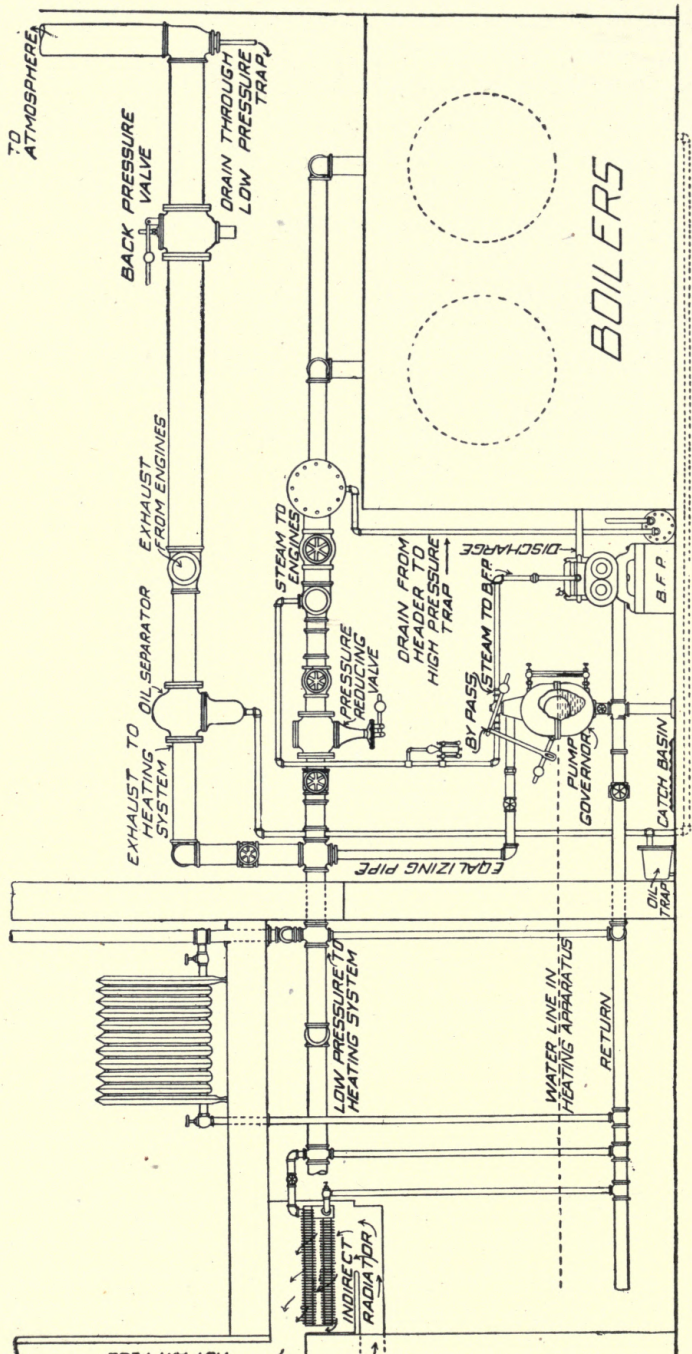 TO
ATMOSPHERE
BACK PRESSURE
VALVE
DRAIN THROUGH
LOW PRESSURE
TRAP
EXHAUST
FROM ENGINES
OIL SEPARATOR
EXHAUST TO
HEATING
SYSTEM
STEAM TO
ENGINES
PRESSURE
REDUCING
VALVE
DRAIN FROM
HEADER TO
HIGH PRESSURE
TRAP
BOILERS
DISCHARGE
STEAM TO B.F.P.
B.F.P.
BY PASS
PUMP
GOVERNOR
CATCH BASIN
OIL
TRAP
EQALIZING PIPE
LOW PRESSURE TO
HEATING SYSTEM
WATER LINE IN
HEATING APPARATUS
RETURN
INDIRECT
RADIATOR